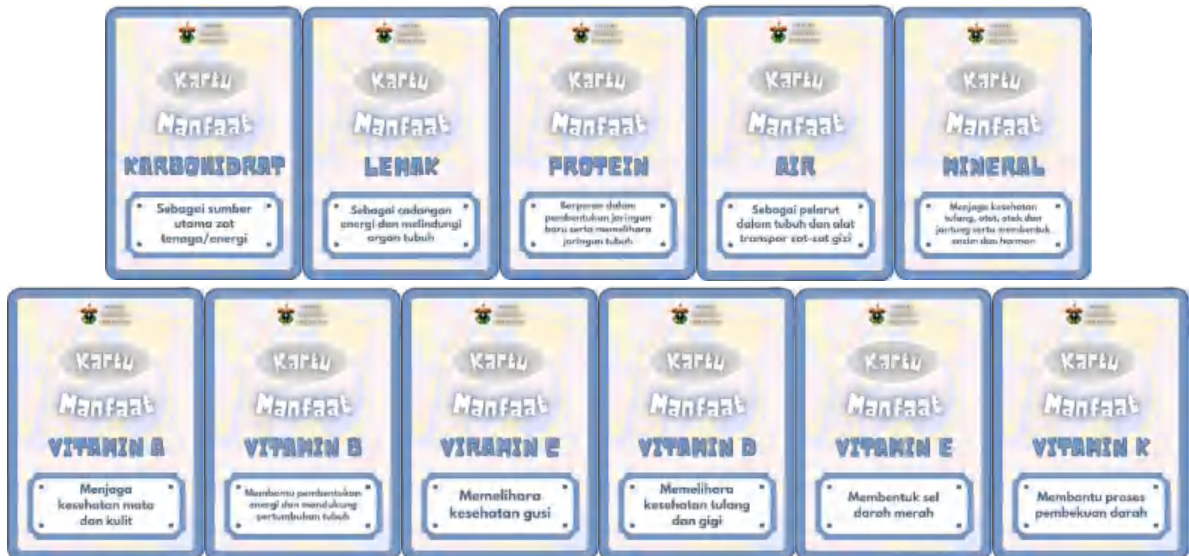 Kartu
Manfaat
KARBOHIDRAT
Sebagai sumber
utama zat
tenaga/energi
Kartu
Manfaat
LEMAK
Sebagai cadangan
energi dan melindungi
organ tubuh
Kartu
Manfaat
PROTEIN
Berperan dalam
pembentukan jaringan
baru serta memelihara
jaringan tubuh
Kartu
Manfaat
AIR
Sebagai pelarut
dalam tubuh dan alat
transpor zat-zat gizi
Kartu
Manfaat
MINERAL
Menjaga kesehatan
tulang, otot, otak dan
jantung serta membentuk
enzim dan hormon
Kartu
Manfaat
VITAMIN A
Menjaga
kesehatan mata
dan kulit
Kartu
Manfaat
VITAMIN B
Membantu pembentukan
energi dan mendukung
pertumbuhan tubuh
Kartu
Manfaat
VIRAMIN C
Memelihara
kesehatan gusi
Kartu
Manfaat
VITAMIN D
Memelihara
kesehatan tulang
dan gigi
Kartu
Manfaat
VITAMIN E
Membentuk sel
darah merah
Kartu
Manfaat
VITAMIN K
Membantu proses
pembekuan darah